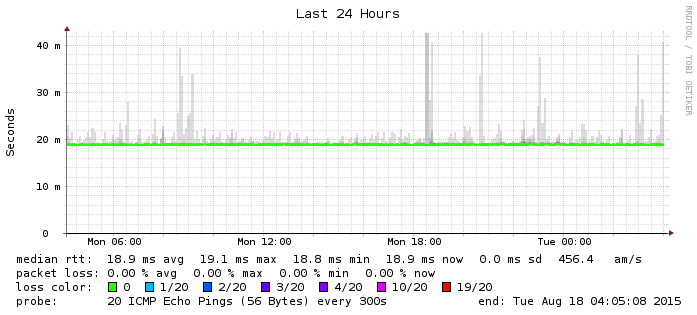 Last 24 Hours
RRDTOOL / TOBI OETIKER
Seconds
40 m
30 m
20 m
10 m
0
Mon 06:00 Mon 12:00 Mon 18:00 Tue 00:00
median rtt: 18.9 ms avg 19.1 ms max 18.8 ms min 18.9 ms now 0.0 ms sd 456.4 am/s
packet loss: 0.00 % avg 0.00 % max 0.00 % min 0.00 % now
loss color: 0 1/20 2/20 3/20 4/20 10/20 19/20
probe: 20 ICMP Echo Pings (56 Bytes) every 300s end: Tue Aug 18 04:05:08 2015